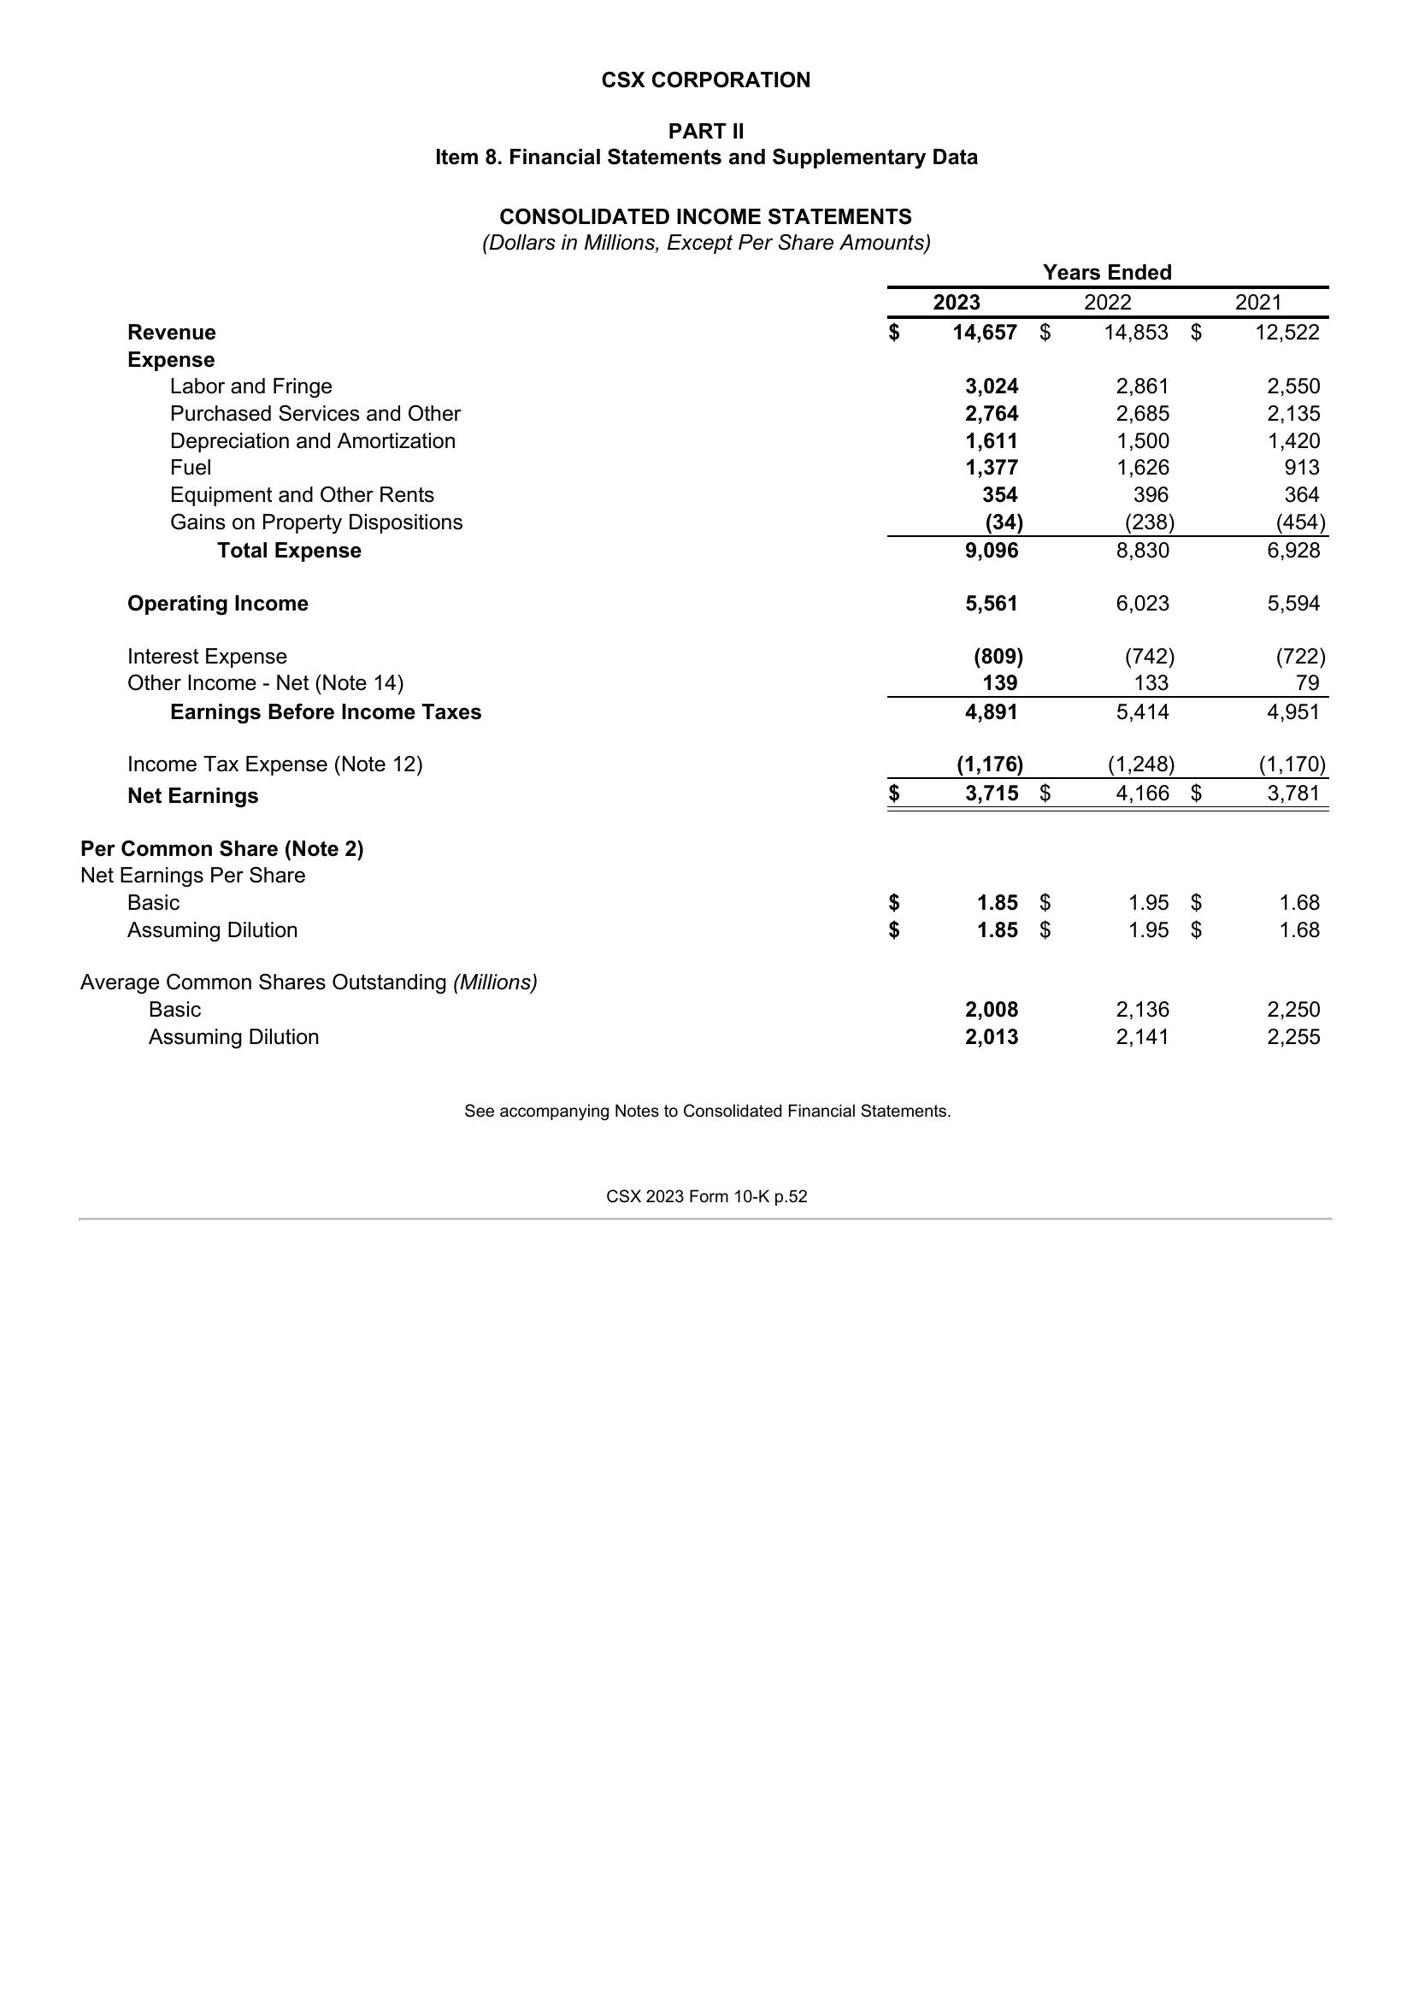 CSX CORPORATION
PART II
Item 8. Financial Statements and Supplementary Data
CONSOLIDATED INCOME STATEMENTS
(Dollars in Millions, Except Per Share Amounts)
Years Ended
2023 2022 2021
Revenue $ 14,657 $ 14,853 $ 12,522
Expense
Labor and Fringe 3,024 2,861 2,550
Purchased Services and Other 2,764 2,685 2,135
Depreciation and Amortization 1,611 1,500 1,420
Fuel 1,377 1,626 913
Equipment and Other Rents 354 396 364
Gains on Property Dispositions (34) (238) (454)
Total Expense 9,096 8,830 6,928
Operating Income 5,561 6,023 5,594
Interest Expense (809) (742) (722)
Other Income - Net (Note 14) 139 133 79
Earnings Before Income Taxes 4,891 5,414 4,951
Income Tax Expense (Note 12) (1,176) (1,248) (1,170)
Net Earnings $ 3,715 $ 4,166 $ 3,781
Per Common Share (Note 2)
Net Earnings Per Share
Basic $ 1.85 $ 1.95 $ 1.68
Assuming Dilution $ 1.85 $ 1.95 $ 1.68
Average Common Shares Outstanding (Millions)
Basic 2,008 2,136 2,250
Assuming Dilution 2,013 2,141 2,255
See accompanying Notes to Consolidated Financial Statements.
CSX 2023 Form 10-K p.52